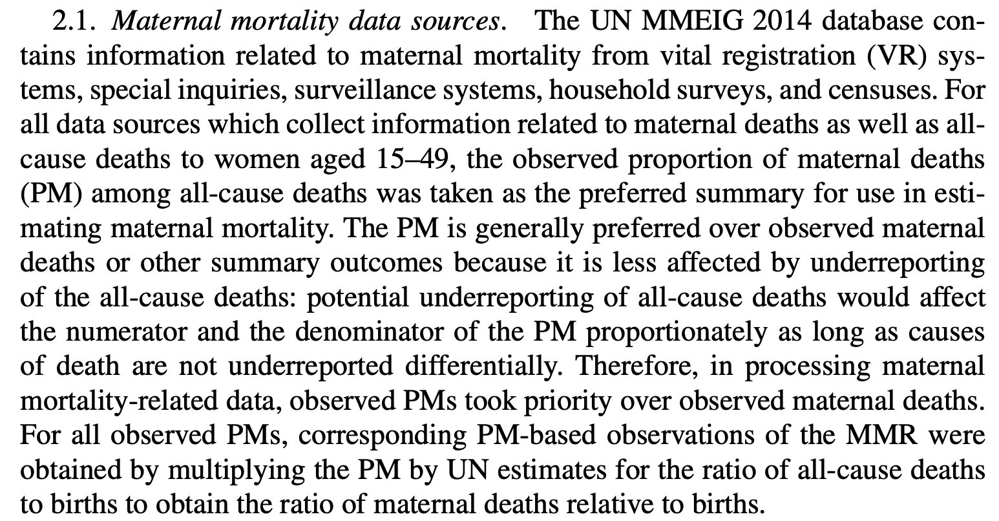 2.1. Maternal mortality data sources. The UN MMEIG 2014 database con-
tains information related to maternal mortality from vital registration (VR) sys-
tems, special inquiries, surveillance systems, household surveys, and censuses. For
all data sources which collect information related to maternal deaths as well as all-
cause deaths to women aged 15–49, the observed proportion of maternal deaths
(PM) among all-cause deaths was taken as the preferred summary for use in esti-
mating maternal mortality. The PM is generally preferred over observed maternal
deaths or other summary outcomes because it is less affected by underreporting
of the all-cause deaths: potential underreporting of all-cause deaths would affect
the numerator and the denominator of the PM proportionately as long as causes
of death are not underreported differentially. Therefore, in processing maternal
mortality-related data, observed PMs took priority over observed maternal deaths.
For all observed PMs, corresponding PM-based observations of the MMR were
obtained by multiplying the PM by UN estimates for the ratio of all-cause deaths
to births to obtain the ratio of maternal deaths relative to births.